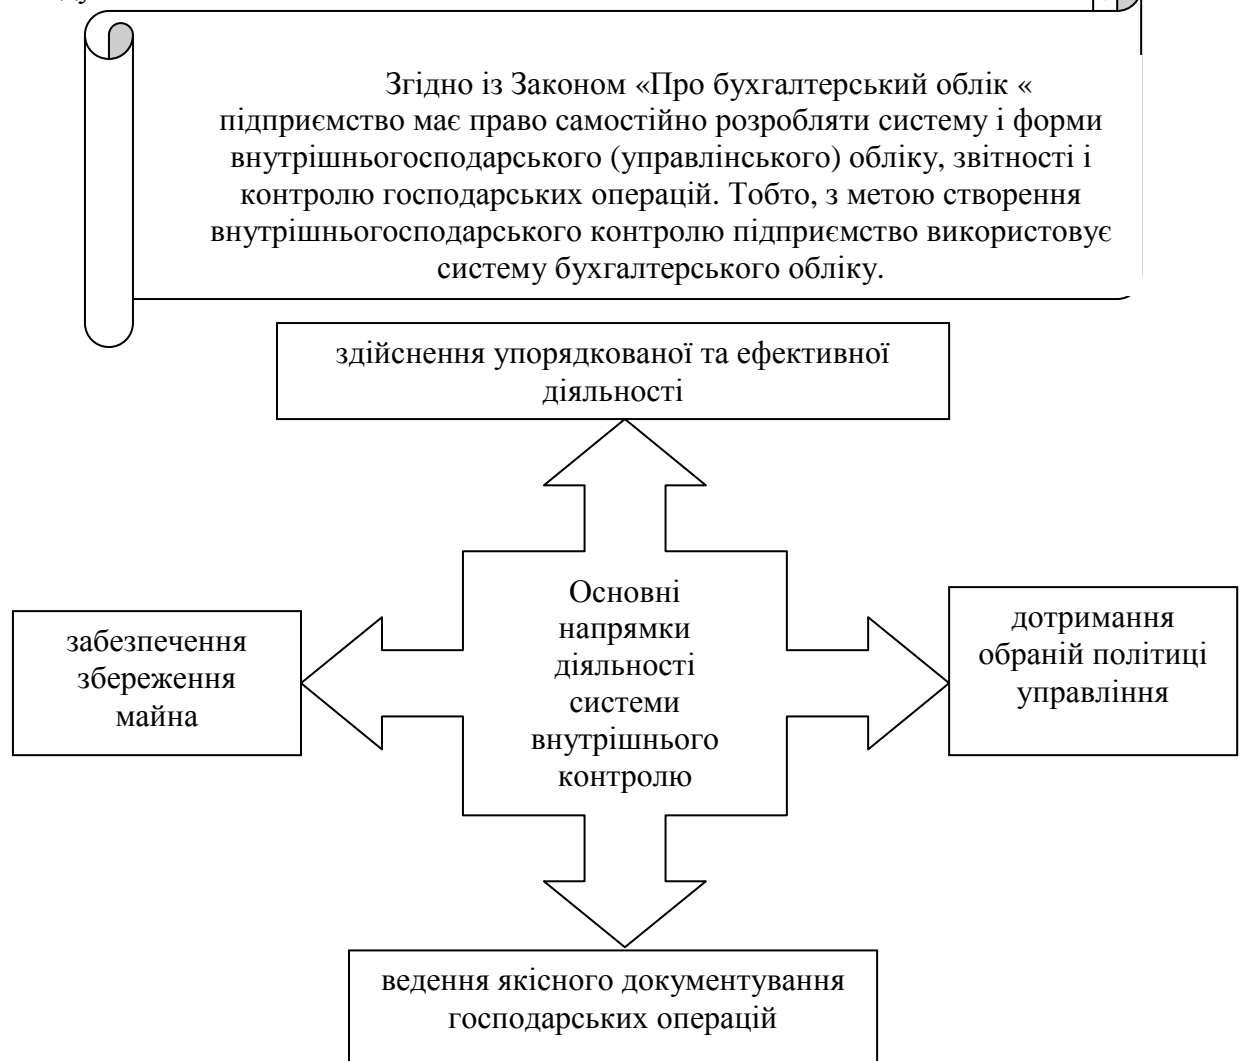 Згідно із Законом «Про бухгалтерський облік «
підприємство має право самостійно розробляти систему і форми
внутрішньогосподарського (управлінського) обліку, звітності і
контролю господарських операцій. Тобто, з метою створення
внутрішньогосподарського контролю підприємство використовує
систему бухгалтерського обліку.
здійснення упорядкованої та ефективної
діяльності
забезпечення
збереження
майна
Основні
напрямки
діяльності
системи
внутрішнього
контролю
дотримання
обраній політиці
управління
ведення якісного документування
господарських операцій